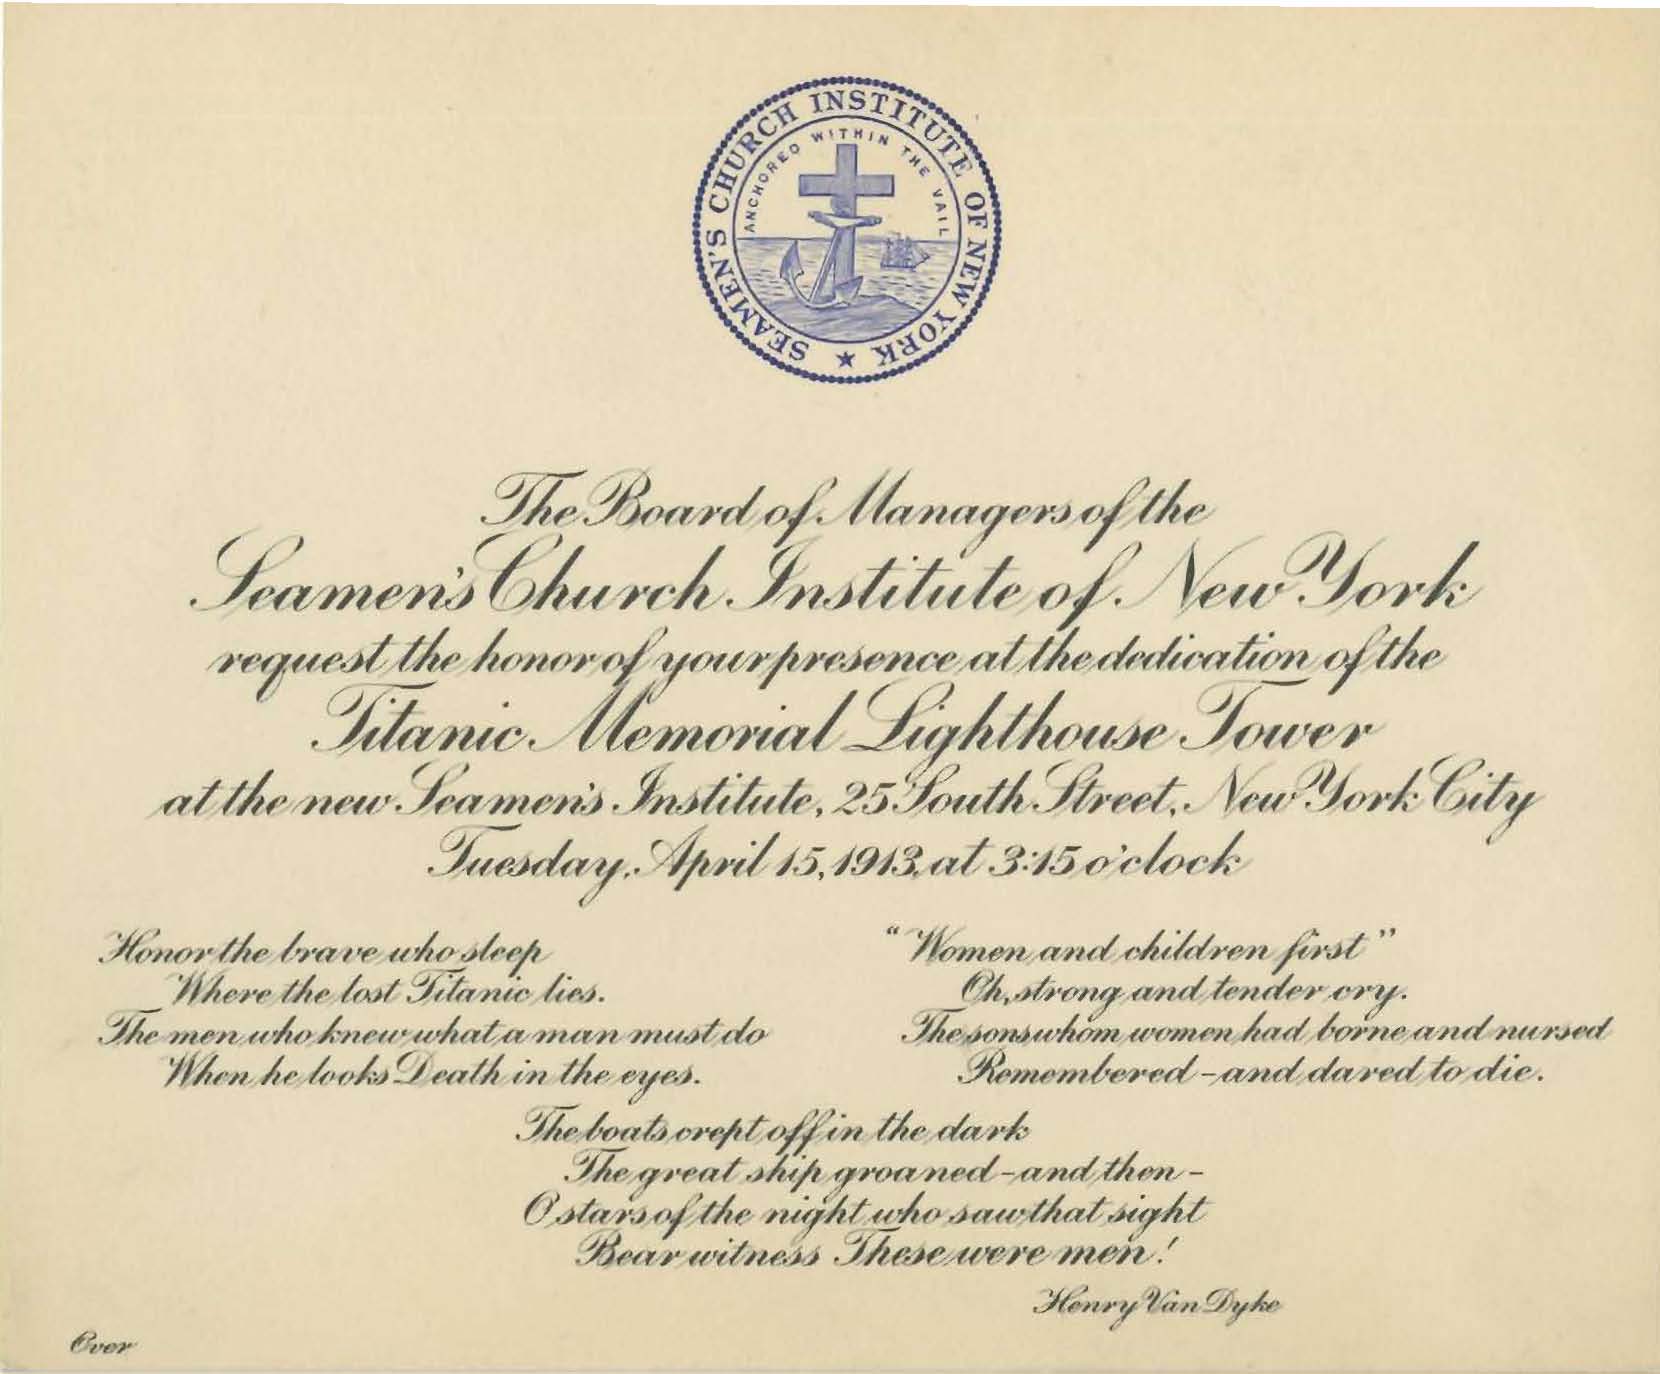 SEAMEN'S CHURCH INSTITUTE OF NEW YORK
ANCHORED WITHIN THE VAIL
The Board of Managers of the
Seamen's Church Institute of New York
request the honor of your presence at the dedication of the
Titanic Memorial Lighthouse Tower
at the new Seamen's Institute, 25 South Street, New York City
Tuesday, April 15, 1913, at 3:15 o'clock
Honor the brave who sleep
Where the lost Titanic lies.
The men who knew what a man must do
When he looks Death in the eyes.
"Women and children first"
Oh, strong and tender cry.
The sons whom women had borne and nursed
Remembered - and dared to die.
The boats crept off in the dark
The great ship groaned - and then -
O stars of the night who saw that sight
Bear witness These were men!
Henry Van Dyke
Over